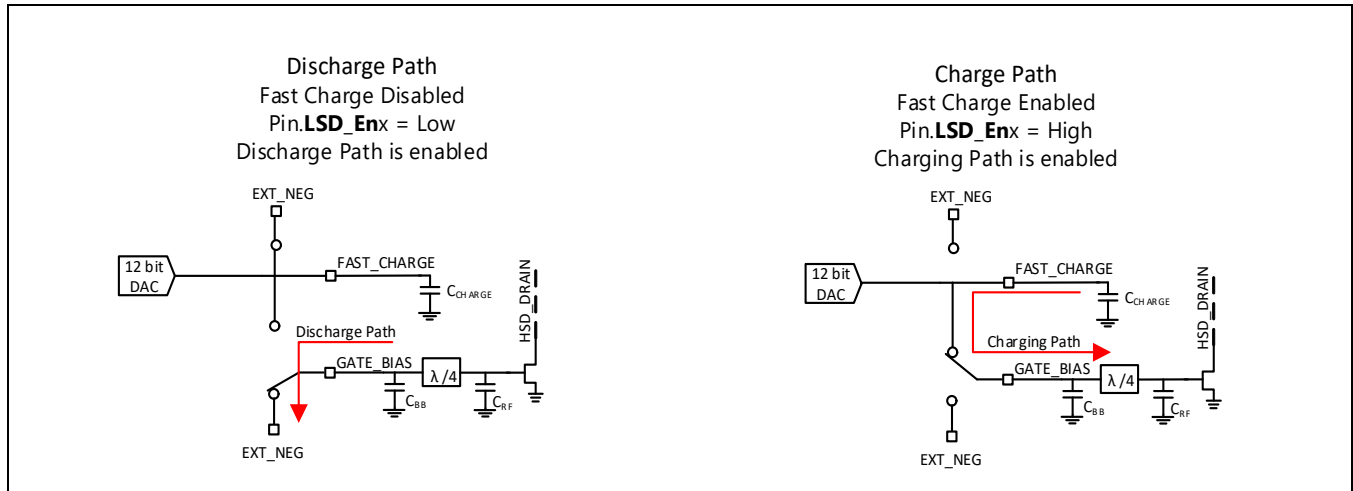 Discharge Path
Fast Charge Disabled
Pin.LSD_Enx = Low
Discharge Path is enabled
EXT_NEG
12 bit
DAC
FAST_CHARGE
CCHARGE
HSD_DRAIN
Discharge Path
GATE_BIAS
λ/4
CBB
CRF
EXT_NEG
Charge Path
Fast Charge Enabled
Pin.LSD_Enx = High
Charging Path is enabled
EXT_NEG
12 bit
DAC
FAST_CHARGE
CCHARGE
HSD_DRAIN
Charging Path
GATE_BIAS
λ/4
CBB
CRF
EXT_NEG